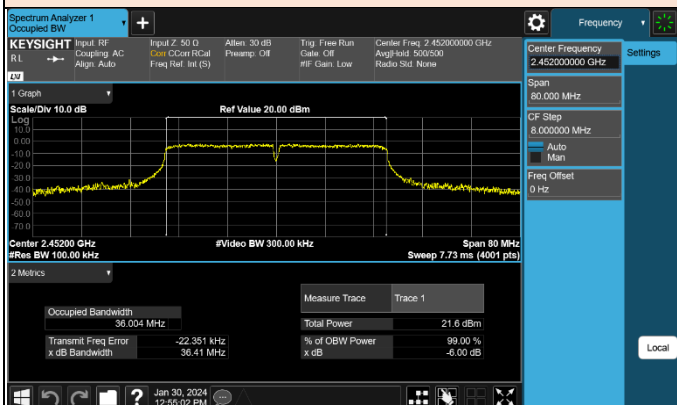 Spectrum Analyzer 1
Occupied BW
Frequency
KEYSIGHT
R L
Input: RF
Coupling: AC
Align: Auto
Input Z: 50 Ω
Corr CCorr RCal
Freq Ref: Int (S)
Atten: 30 dB
Preamp: Off
Trig: Free Run
Gate: Off
#IF Gain: Low
Center Freq: 2.452000000 GHz
Avg|Hold: 500/500
Radio Std: None
Center Frequency
2.452000000 GHz
Settings
Span
80.000 MHz
CF Step
8.000000 MHz
Auto
Man
Freq Offset
0 Hz
1 Graph
Scale/Div 10.0 dB
Ref Value 20.00 dBm
Log
10.0
0.00
-10.0
-20.0
-30.0
-40.0
-50.0
-60.0
-70.0
Center 2.45200 GHz
#Video BW 300.00 kHz
Span 80 MHz
#Res BW 100.00 kHz
Sweep 7.73 ms (4001 pts)
2 Metrics
Measure Trace
Trace 1
Occupied Bandwidth
36.004 MHz
Total Power
21.6 dBm
Transmit Freq Error
-22.351 kHz
% of OBW Power
99.00 %
x dB Bandwidth
36.41 MHz
x dB
-6.00 dB
Local
?
Jan 30, 2024
12:55:02 PM